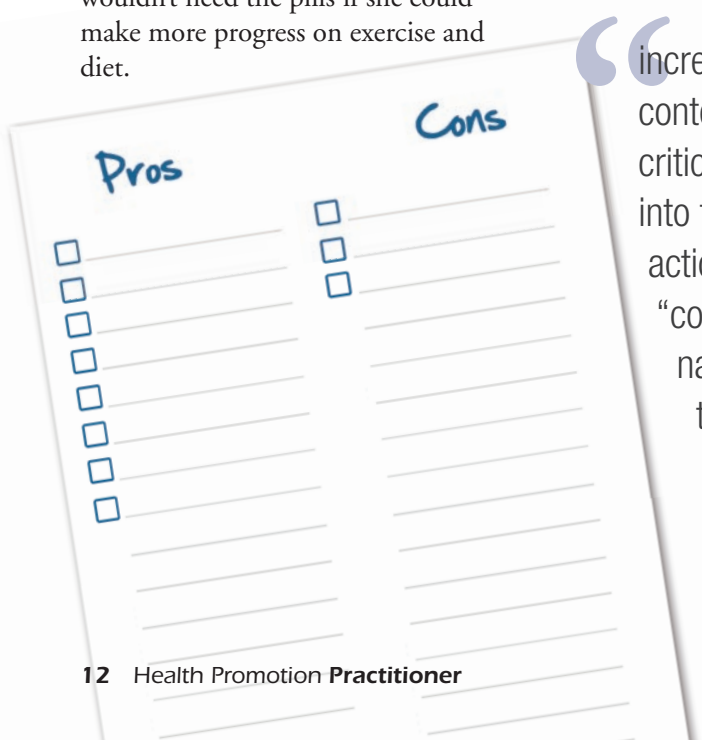 wouldn't need the pills if she could
make more progress on exercise and
diet.
Pros
Cons
“
incre
conte
critic
into
actio
“co
na
t
12 Health Promotion Practitioner